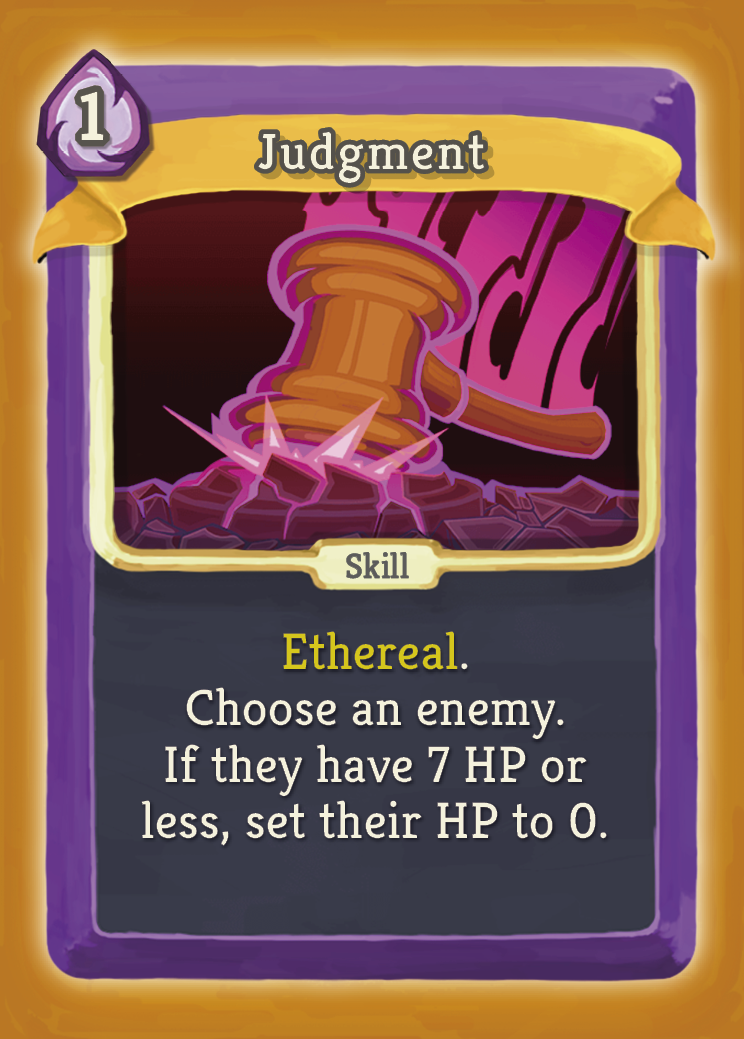 1
Judgment
Skill
Ethereal.
Choose an enemy.
If they have 7 HP or
less, set their HP to 0.